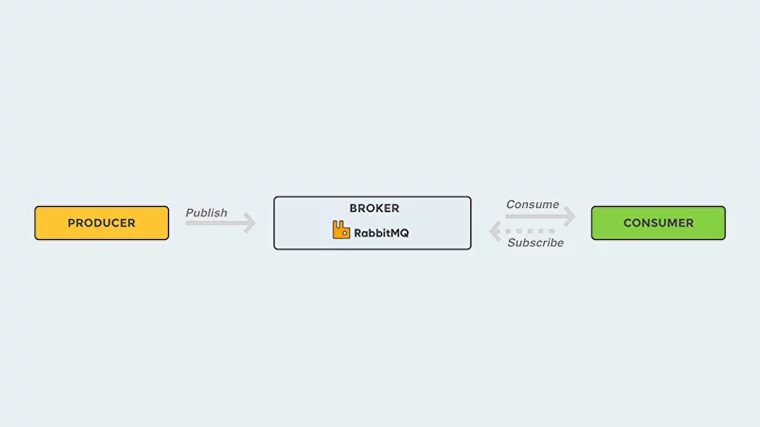 PRODUCER
Publish
BROKER
RabbitMQ
Consume
Subscribe
CONSUMER